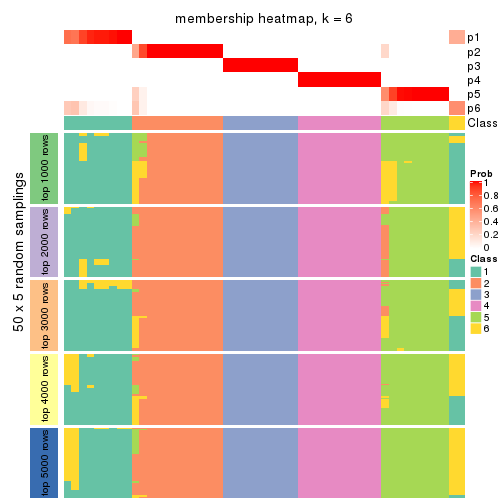 membership heatmap, k = 6
p1
p2
p3
p4
p5
p6
Class
50 x 5 random samplings
top 1000 rows
top 2000 rows
top 3000 rows
top 4000 rows
top 5000 rows
Prob
1
0.8
0.6
0.4
0.2
0
Class
1
2
3
4
5
6